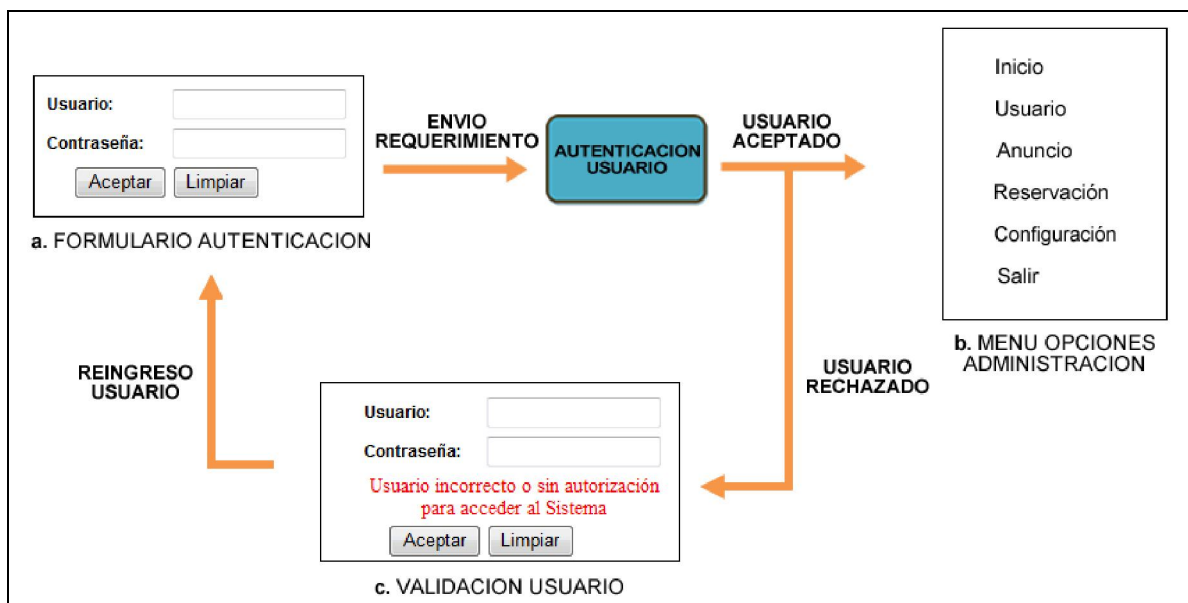 Usuario:
Contraseña:
Aceptar Limpiar
a. FORMULARIO AUTENTICACION
ENVIO
REQUERIMIENTO
AUTENTICACION
USUARIO
USUARIO
ACEPTADO
Inicio
Usuario
Anuncio
Reservación
Configuración
Salir
b. MENU OPCIONES
ADMINISTRACION
USUARIO
RECHAZADO
Usuario:
Contraseña:
Usuario incorrecto o sin autorización
para acceder al Sistema
Aceptar Limpiar
c. VALIDACION USUARIO
REINGRESO
USUARIO